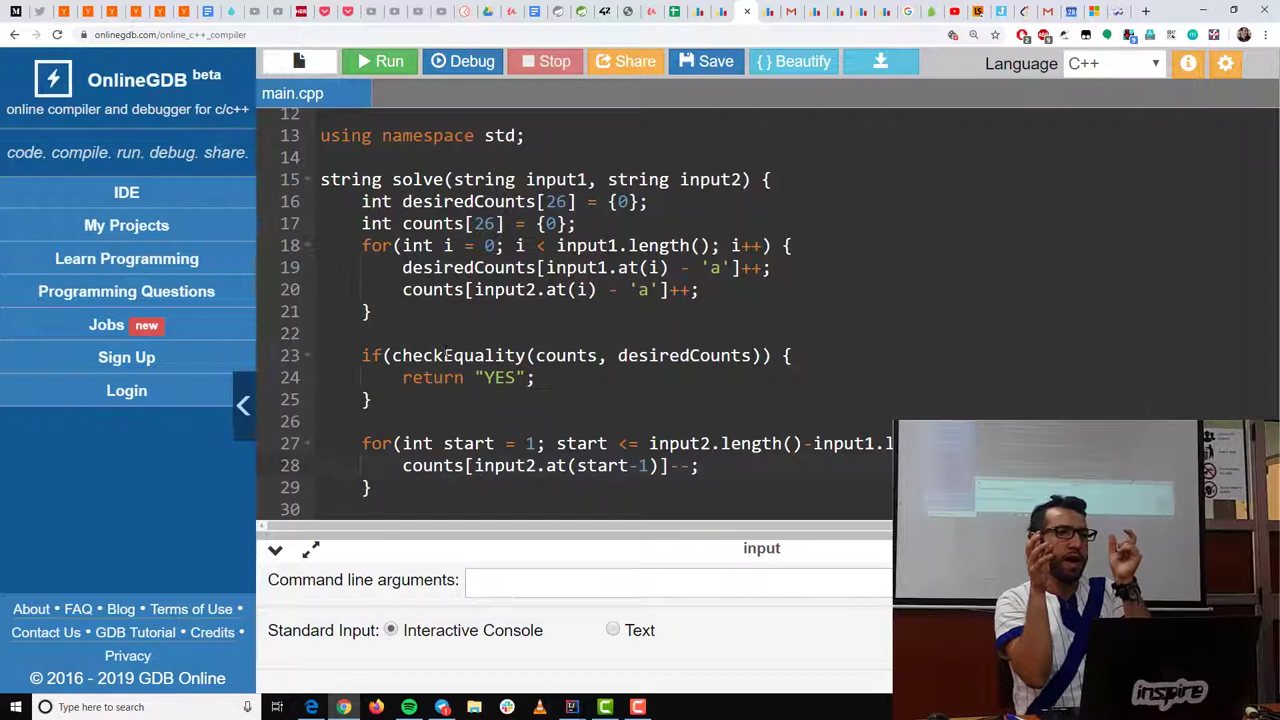 onlinegdb.com/online_c++_compiler
OnlineGDB beta
online compiler and debugger for c/c++
code. compile. run. debug. share.
IDE
My Projects
Learn Programming
Programming Questions
Jobs new
Sign Up
Login
About • FAQ • Blog • Terms of Use •
Contact Us • GDB Tutorial • Credits •
Privacy
© 2016 - 2019 GDB Online
Run
Debug
Stop
Share
Save
{ } Beautify
Language
C++
main.cpp
12
13 using namespace std;
14
15 string solve(string input1, string input2) {
16 int desiredCounts[26] = {0};
17 int counts[26] = {0};
18 for(int i = 0; i < input1.length(); i++) {
19 desiredCounts[input1.at(i) - 'a']++;
20 counts[input2.at(i) - 'a']++;
21 }
22
23 if(checkEquality(counts, desiredCounts)) {
24 return "YES";
25 }
26
27 for(int start = 1; start <= input2.length()-input1.l
28 counts[input2.at(start-1)]--;
29 }
30
input
Command line arguments:
Standard Input: Interactive Console Text
inspire
Type here to search